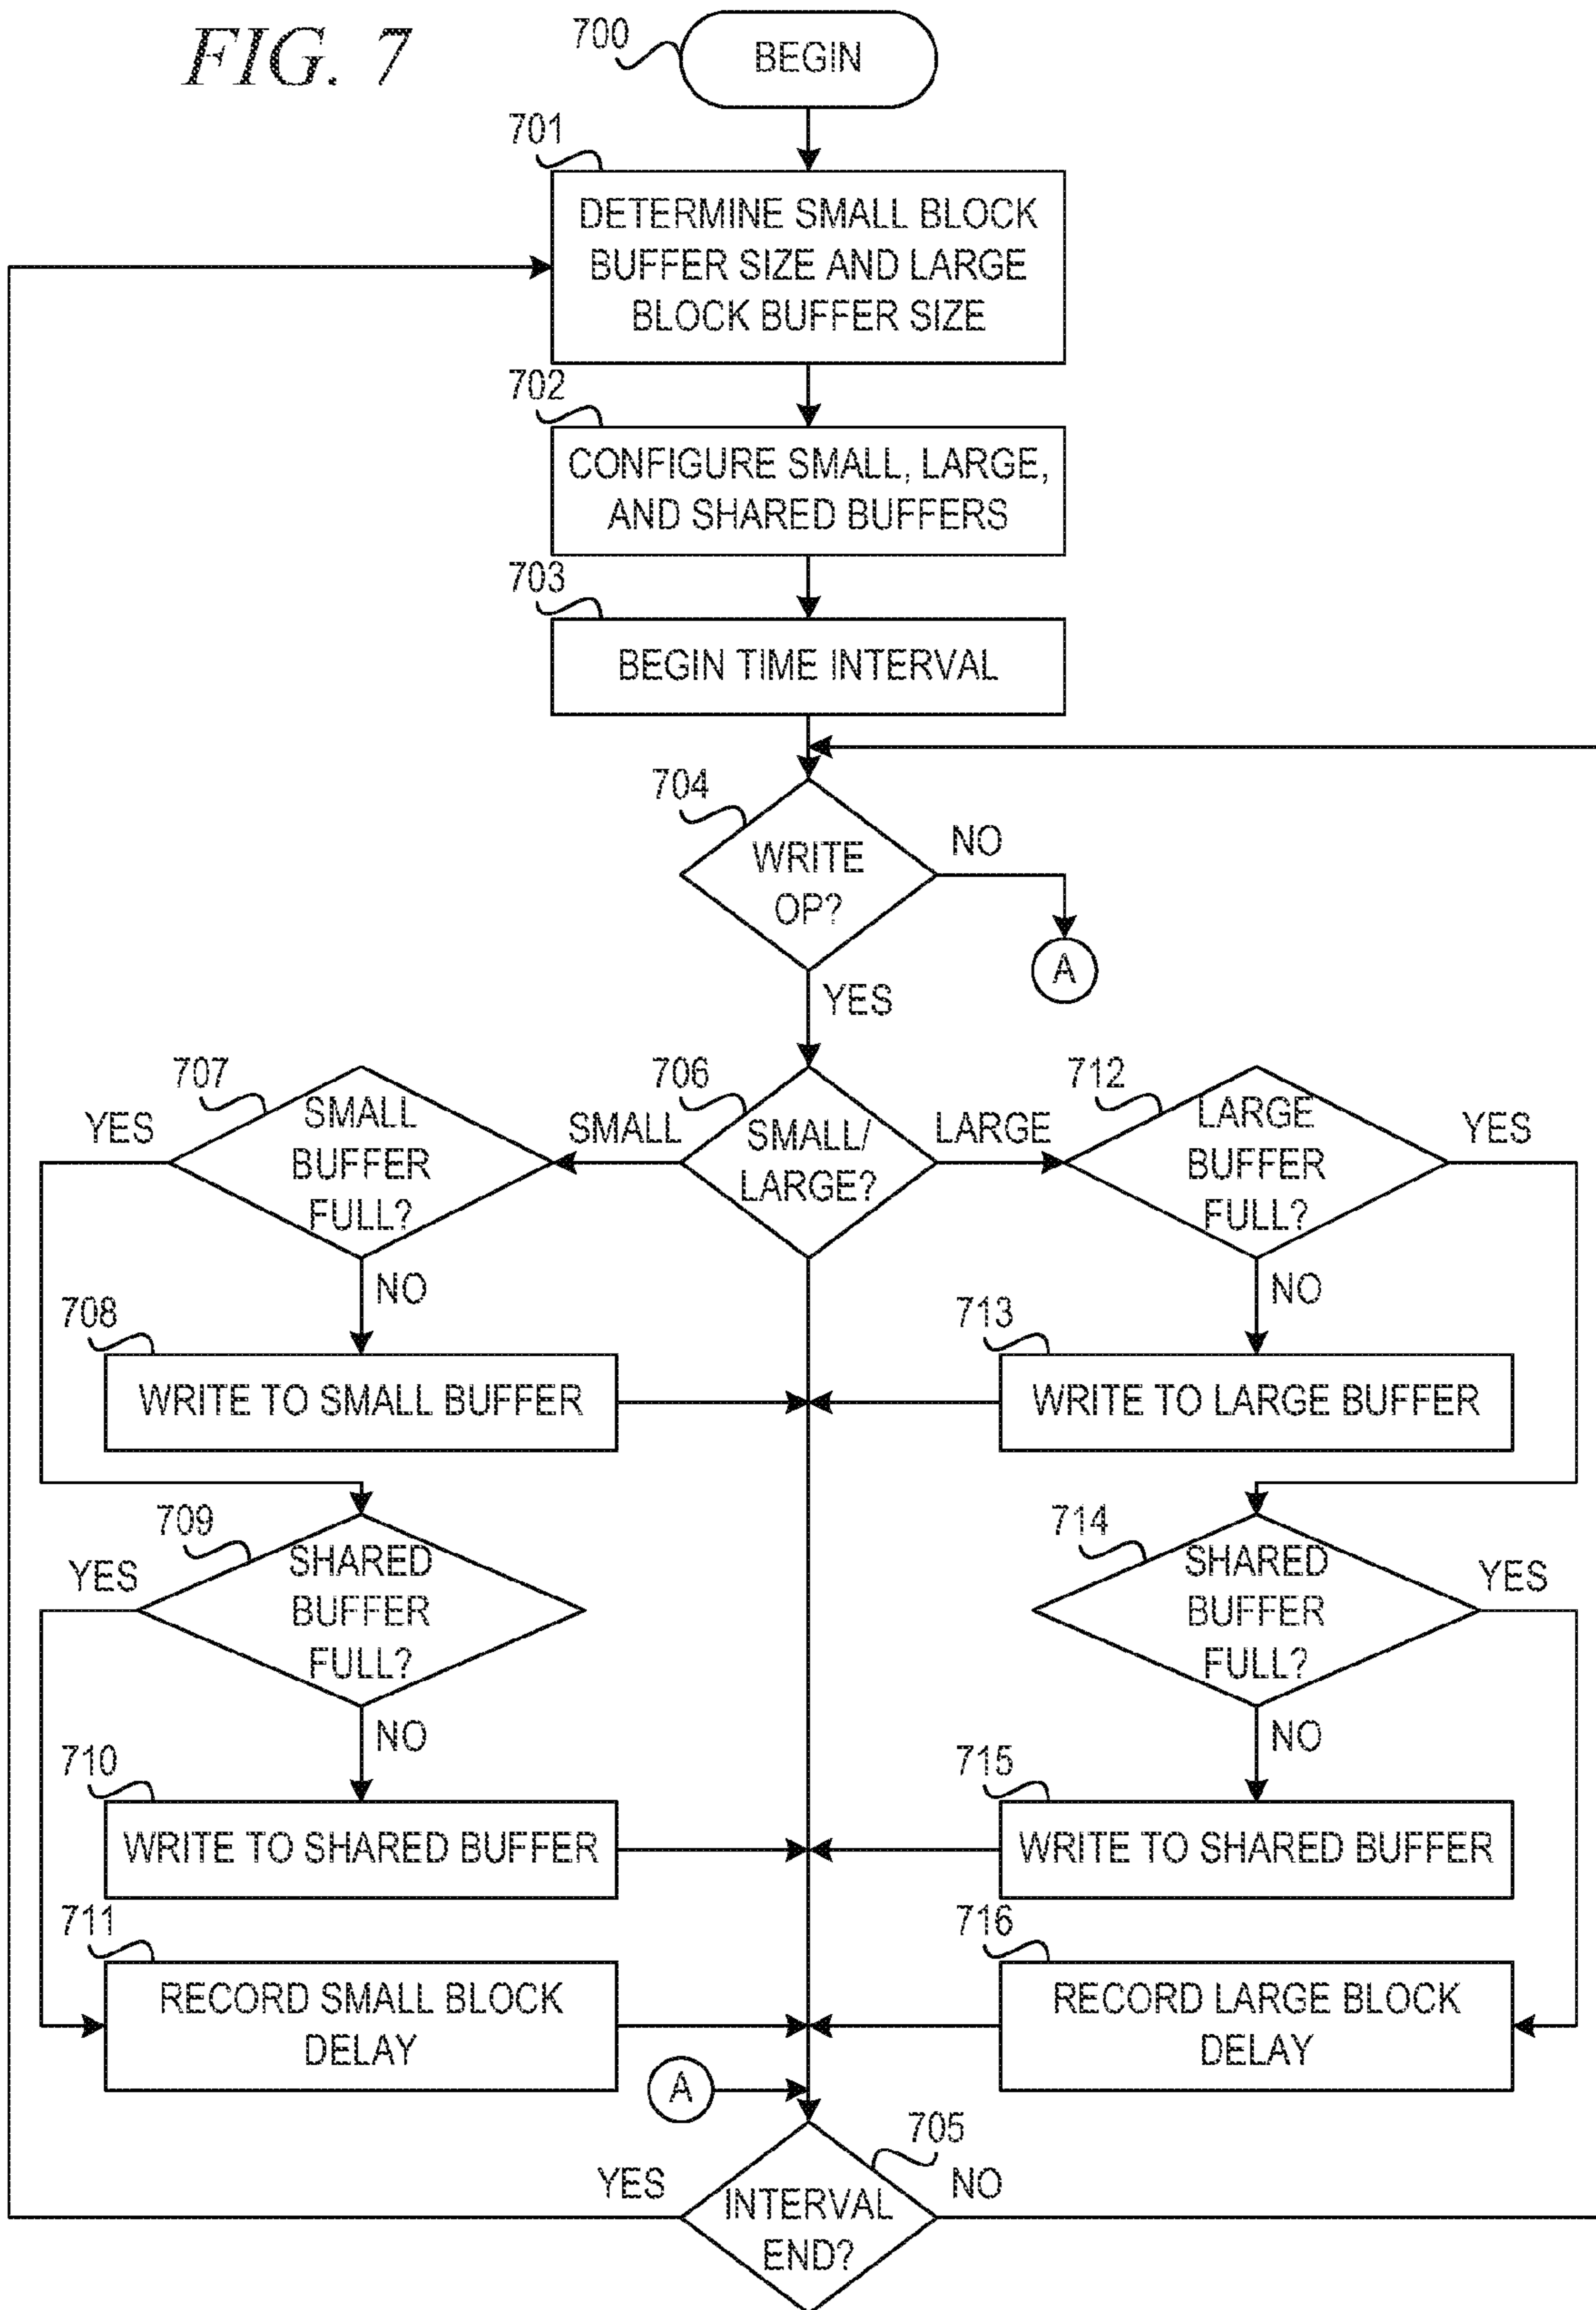 FIG. 7
700
BEGIN
701
DETERMINE SMALL BLOCK
BUFFER SIZE AND LARGE
BLOCK BUFFER SIZE
702
CONFIGURE SMALL, LARGE,
AND SHARED BUFFERS
703
BEGIN TIME INTERVAL
704
WRITE
OP?
NO
A
YES
707
YES
SMALL
BUFFER
FULL?
SMALL
706
SMALL/
LARGE?
LARGE
712
LARGE
BUFFER
FULL?
YES
NO
NO
708
WRITE TO SMALL BUFFER
713
WRITE TO LARGE BUFFER
709
YES
SHARED
BUFFER
FULL?
714
SHARED
BUFFER
FULL?
YES
NO
NO
710
WRITE TO SHARED BUFFER
715
WRITE TO SHARED BUFFER
711
RECORD SMALL BLOCK
DELAY
716
RECORD LARGE BLOCK
DELAY
A
705
YES
INTERVAL
END?
NO